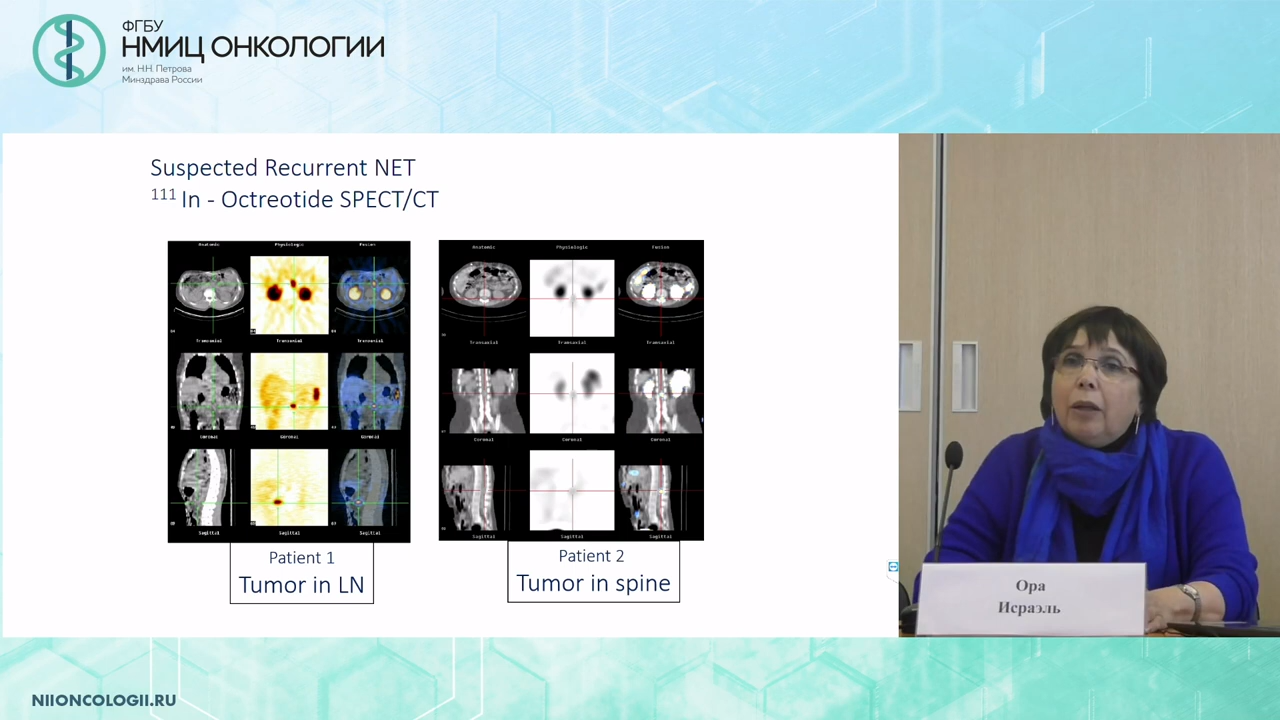 ФГБУ
НМИЦ ОНКОЛОГИИ
им. Н.Н. Петрова
Минздрава России
Suspected Recurrent NET
¹¹¹ In - Octreotide SPECT/CT
Anatomic Physiologic Fusion
Transaxial Transaxial Transaxial
Coronal Coronal Coronal
Sagittal Sagittal Sagittal
Patient 1
Tumor in LN
Anatomic Physiologic Fusion
Transaxial Transaxial Transaxial
Coronal Coronal Coronal
Sagittal Sagittal Sagittal
Patient 2
Tumor in spine
Ора
Исраэль
NIIONCOLOGII.RU